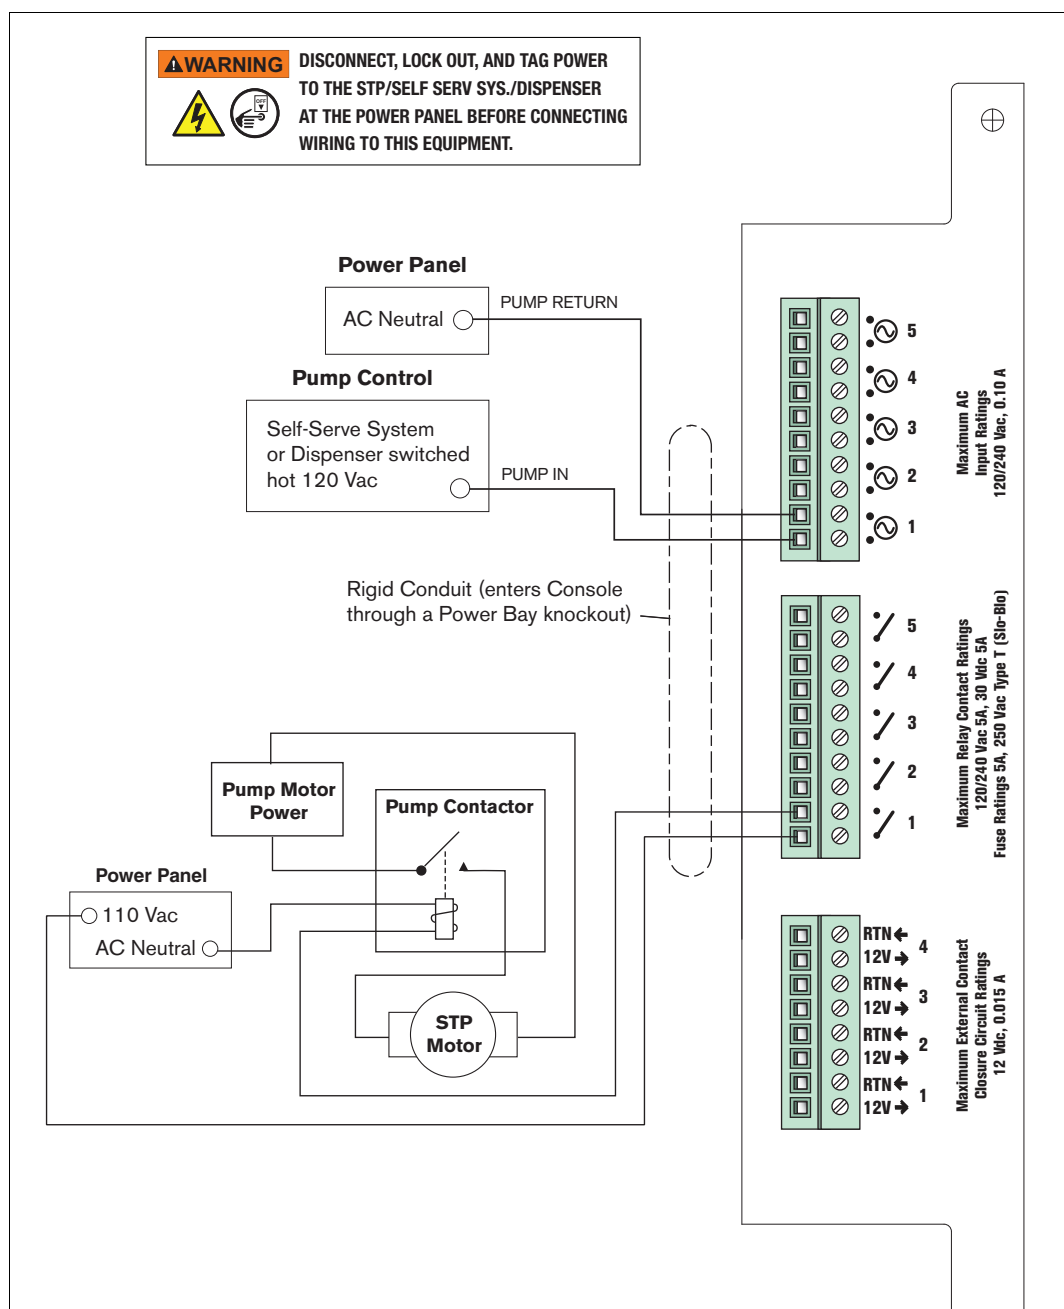 WARNING
DISCONNECT, LOCK OUT, AND TAG POWER
TO THE STP/SELF SERV SYS./DISPENSER
AT THE POWER PANEL BEFORE CONNECTING
WIRING TO THIS EQUIPMENT.
OFF
Power Panel
AC Neutral
PUMP RETURN
Pump Control
Self-Serve System
or Dispenser switched
hot 120 Vac
PUMP IN
5
4
3
2
1
Maximum AC
Input Ratings
120/240 Vac, 0.10 A
Rigid Conduit (enters Console
through a Power Bay knockout)
5
4
3
2
1
Maximum Relay Contact Ratings
120/240 Vac 5A, 30 Vdc 5A
Fuse Ratings 5A, 250 Vac Type T (Slo-Blo)
Pump Motor
Power
Pump Contactor
Power Panel
110 Vac
AC Neutral
STP
Motor
RTN
12V
4
RTN
12V
3
RTN
12V
2
RTN
12V
1
Maximum External Contact
Closure Circuit Ratings
12 Vdc, 0.015 A